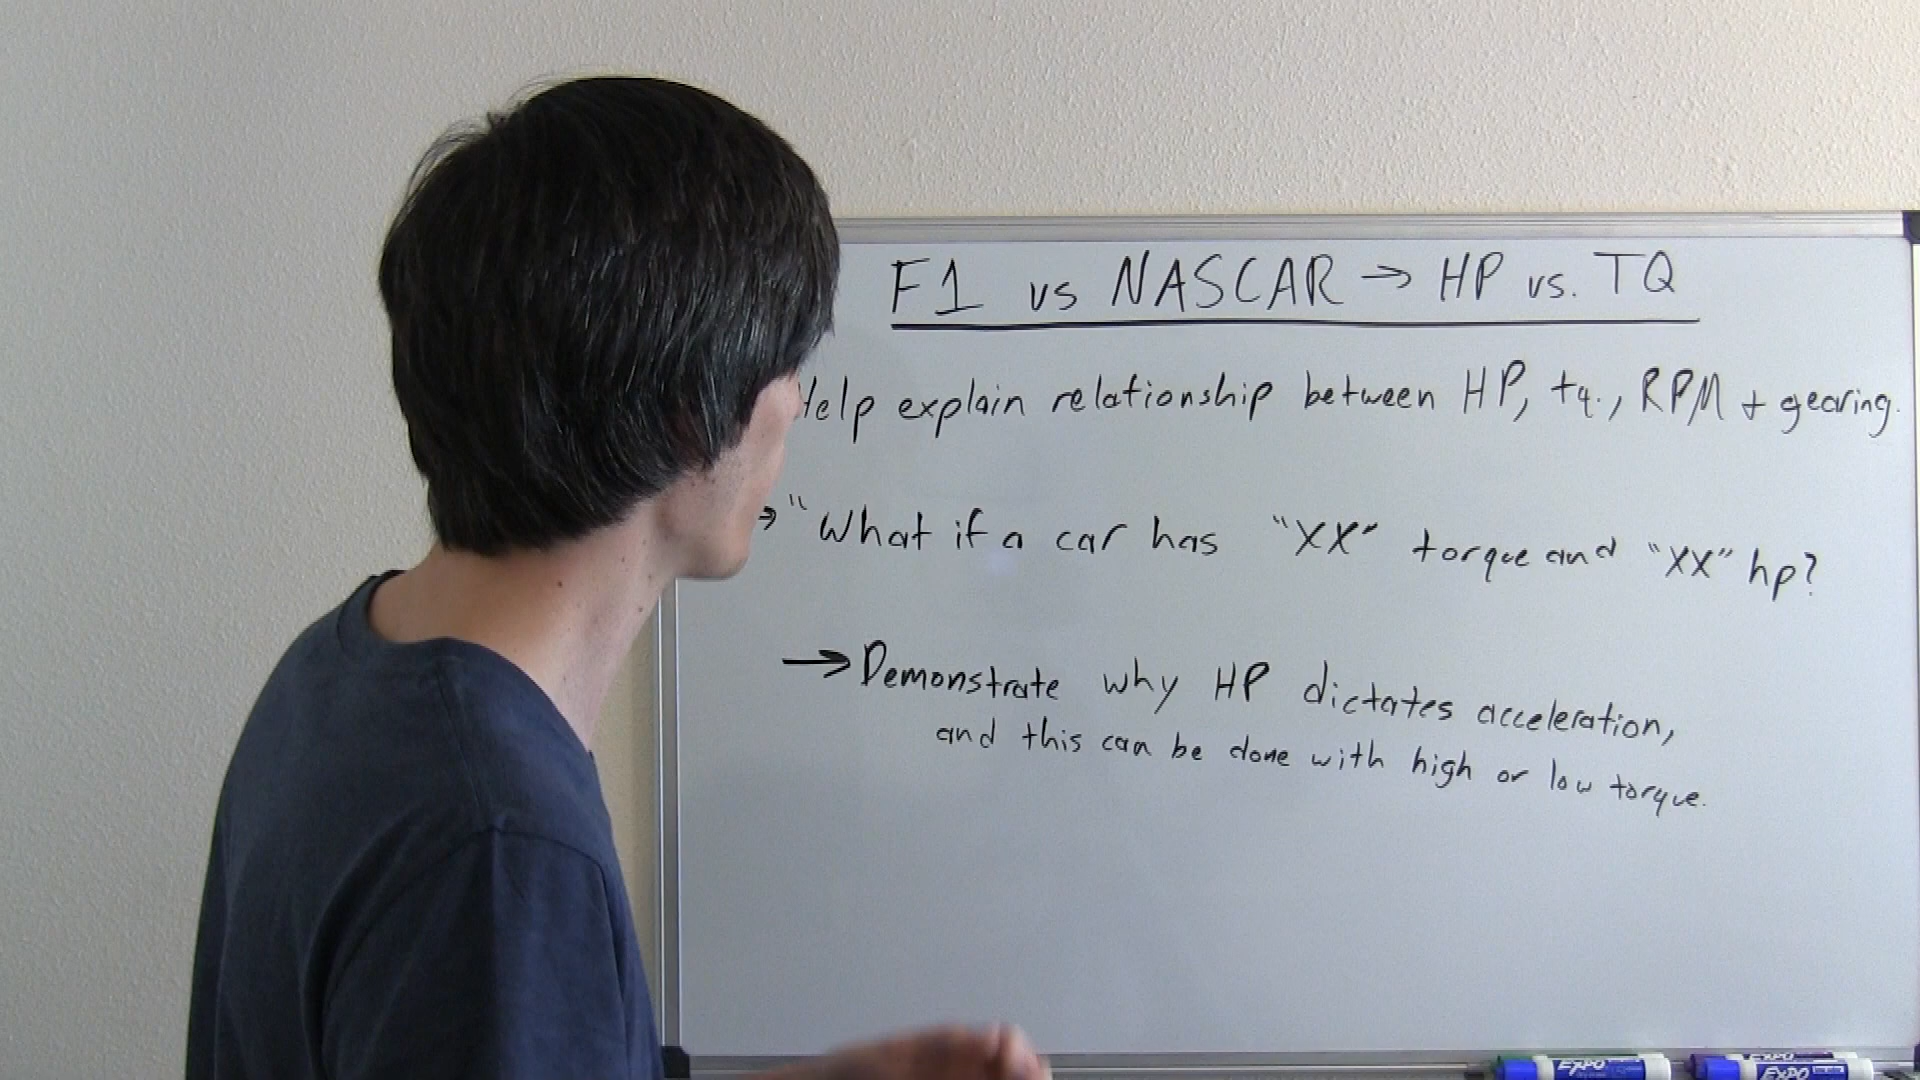 F1 vs NASCAR → HP vs. TQ
Help explain relationship between HP, tq., RPM + gearing.
→ "What if a car has "XX" torque and "XX" hp?
→ Demonstrate why HP dictates acceleration,
and this can be done with high or low torque.
EXPO EXPO
EXPO